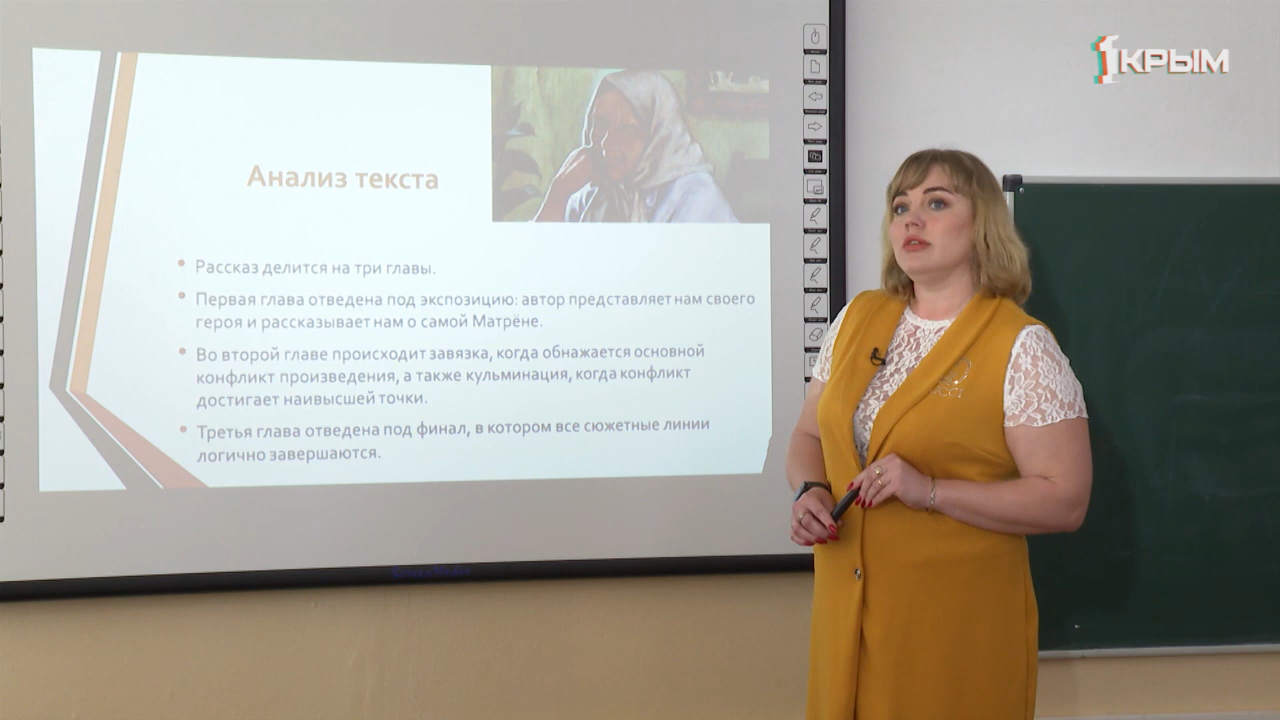 1КРЫМ
Анализ текста
Рассказ делится на три главы.
Первая глава отведена под экспозицию: автор представляет нам своего
героя и рассказывает нам о самой Матрёне.
Во второй главе происходит завязка, когда обнажается основной
конфликт произведения, а также кульминация, когда конфликт
достигает наивысшей точки.
Третья глава отведена под финал, в котором все сюжетные линии
логично завершаются.